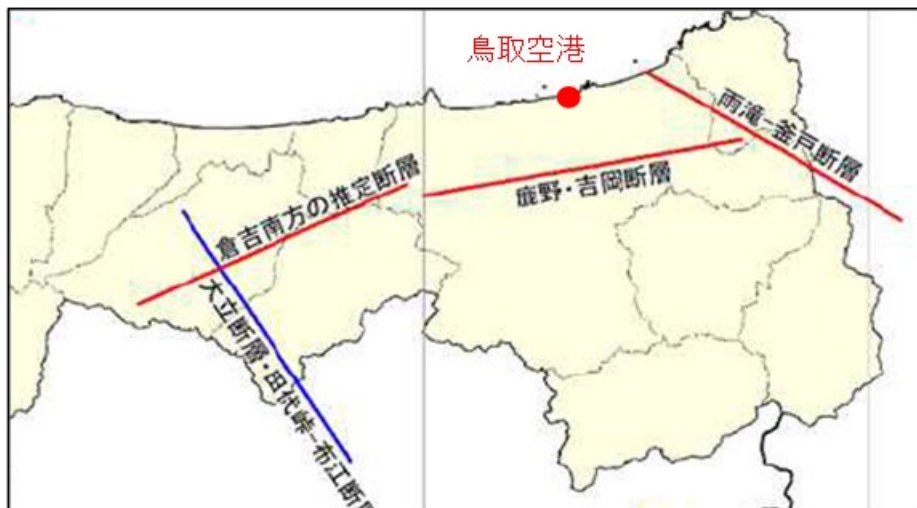 鳥取空港
雨滝-釜戸断層
鹿野・吉岡断層
倉吉南方の推定断層
大立断層・田代峠-布江断層